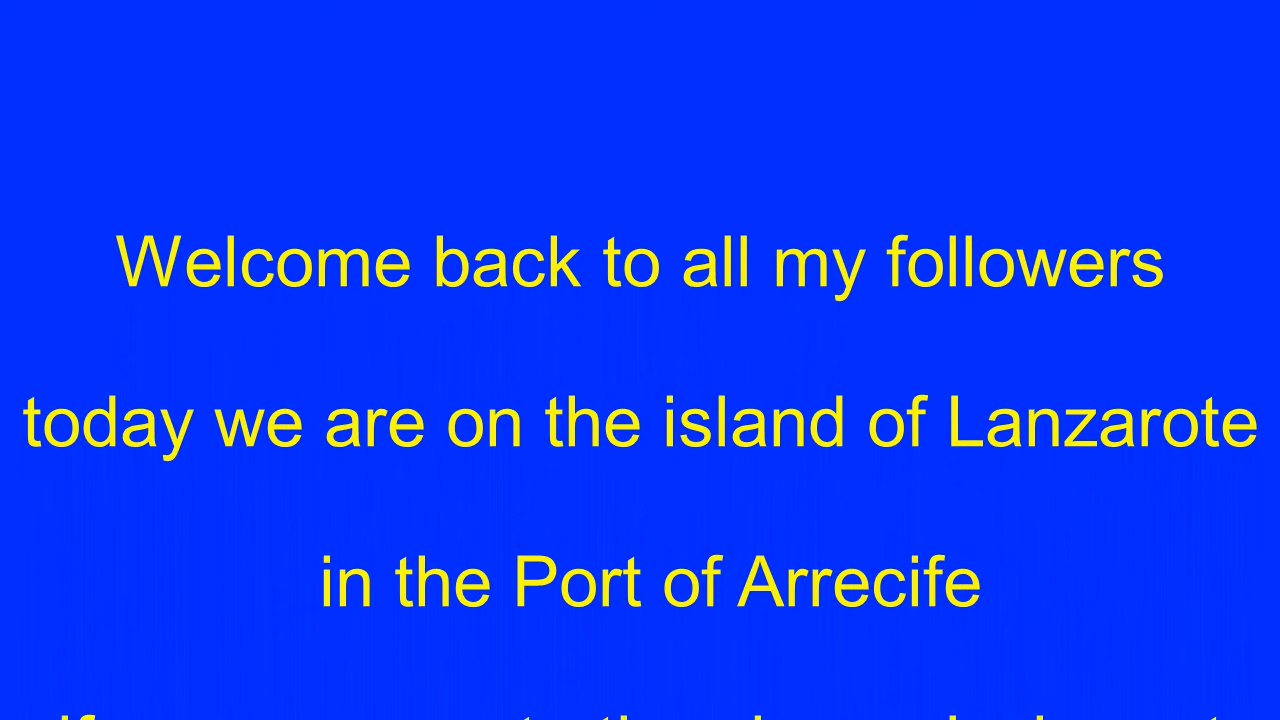 Welcome back to all my followers
today we are on the island of Lanzarote
in the Port of Arrecife